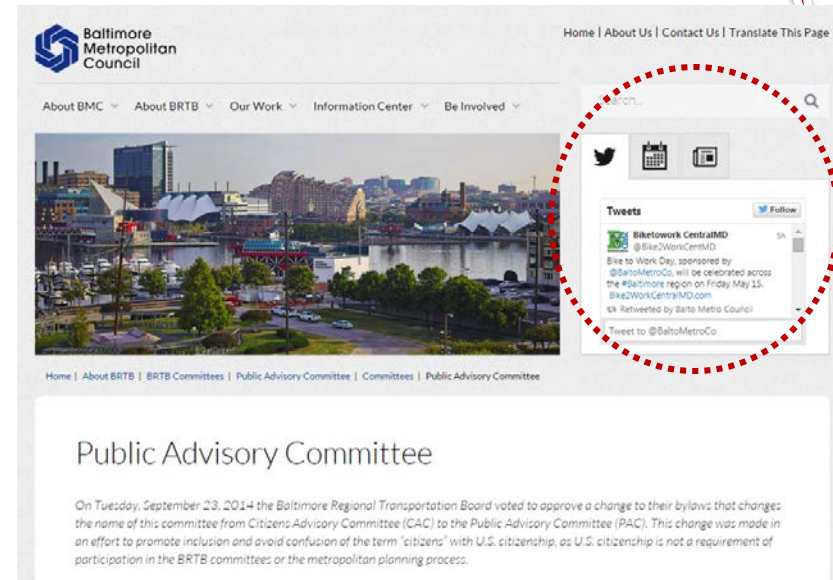 Baltimore
Metropolitan
Council
Home | About Us | Contact Us | Translate This Page
About BMC
About BRTB
Our Work
Information Center
Be Involved
Search...
Tweets
Follow
Biketowork CentralMD
5h
@Bike2WorkCentMD
Bike to Work Day, sponsored by
@BaltoMetroCo, will be celebrated across
the #Baltimore region on Friday May 15.
Bike2WorkCentralMD.com
Retweeted by Balto Metro Council
Tweet to @BaltoMetroCo
Home | About BRTB | BRTB Committees | Public Advisory Committee | Committees | Public Advisory Committee
Public Advisory Committee
On Tuesday, September 23, 2014 the Baltimore Regional Transportation Board voted to approve a change to their bylaws that changes
the name of this committee from Citizens Advisory Committee (CAC) to the Public Advisory Committee (PAC). This change was made in
an effort to promote inclusion and avoid confusion of the term "citizens" with U.S. citizenship, as U.S. citizenship is not a requirement of
participation in the BRTB committees or the metropolitan planning process.